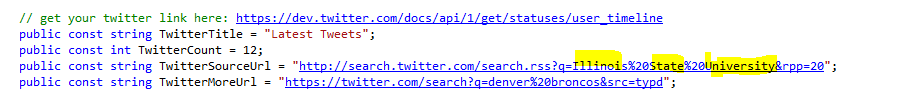 // get your twitter link here: https://dev.twitter.com/docs/api/1/get/statuses/user_timeline
public const string TwitterTitle = "Latest Tweets";
public const int TwitterCount = 12;
public const string TwitterSourceUrl = "http://search.twitter.com/search.rss?q=Illinois%20State%20University&rpp=20";
public const string TwitterMoreUrl = "https://twitter.com/search?q=denver%20broncos&src=typd";